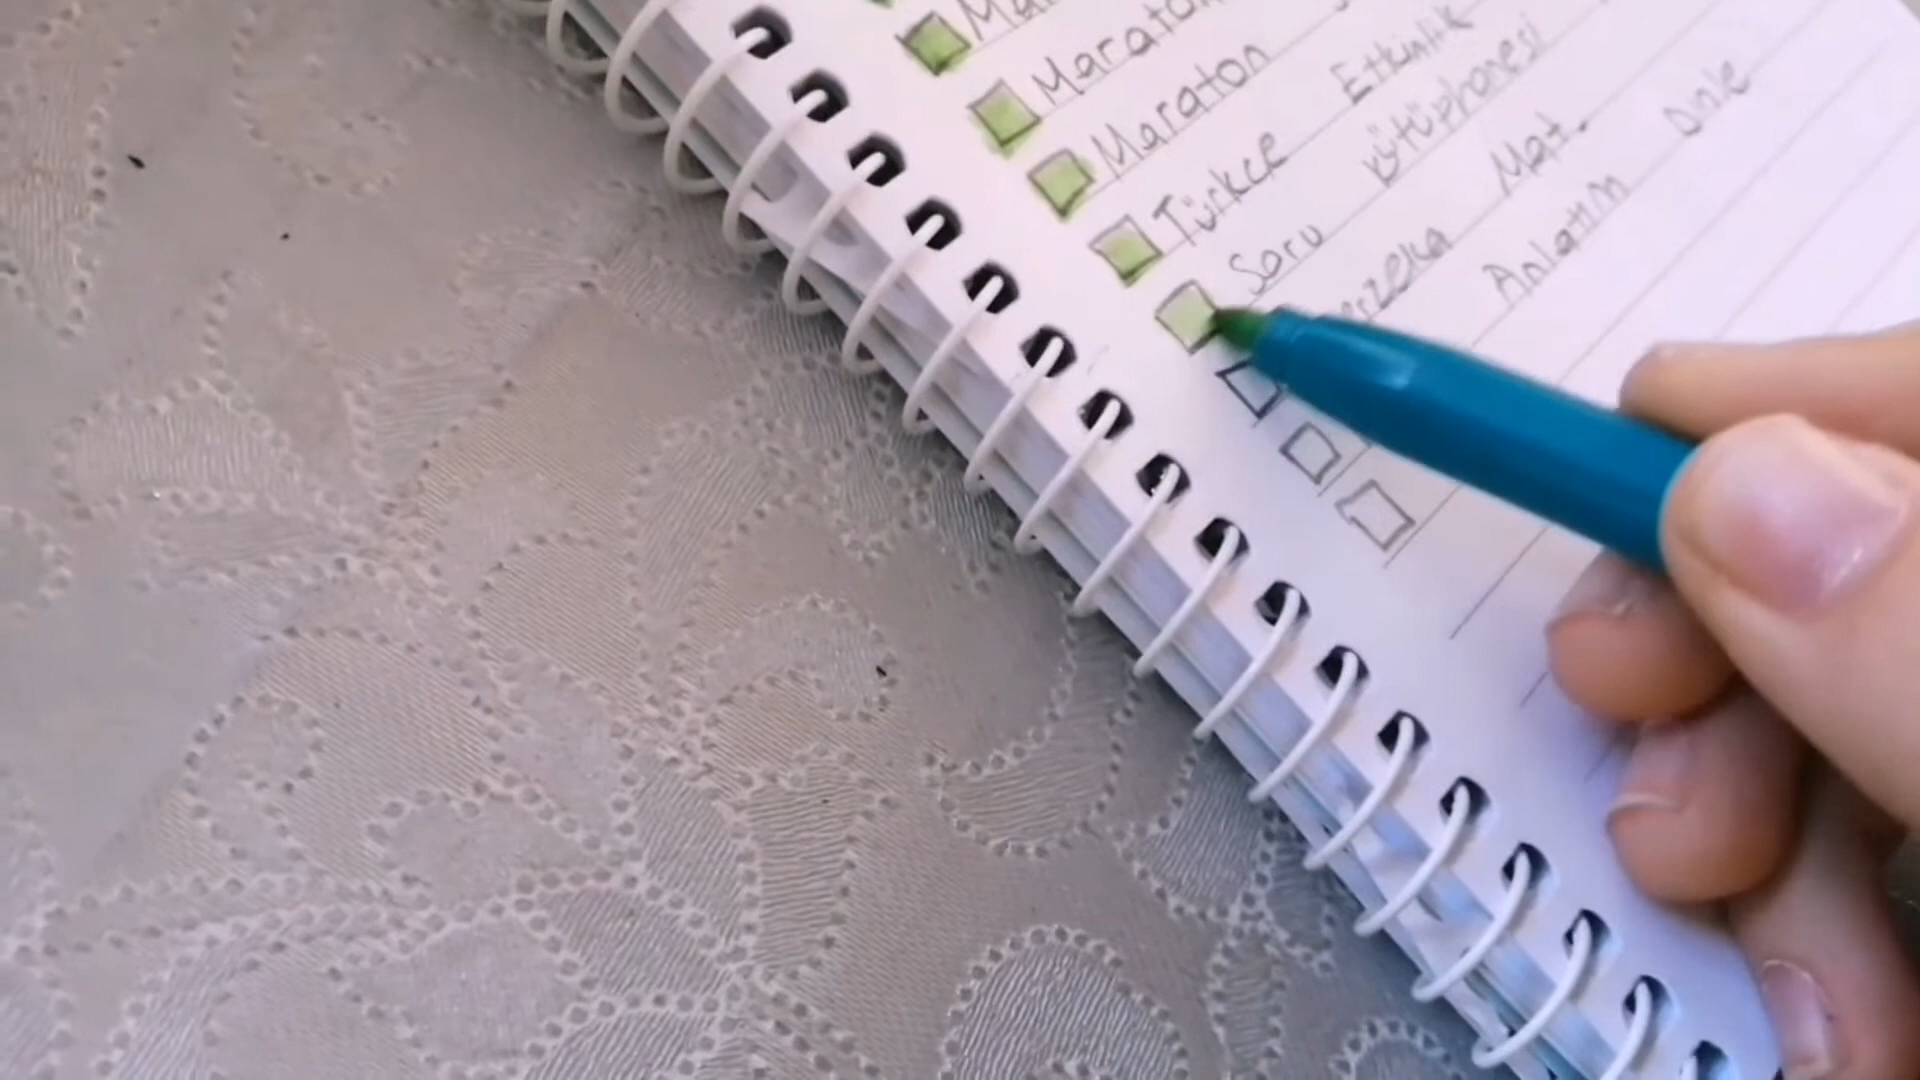 Maraton
Maraton
Türkçe Etkinlik
Soru kütüphanesi
Mat.
Anlatım Dinle